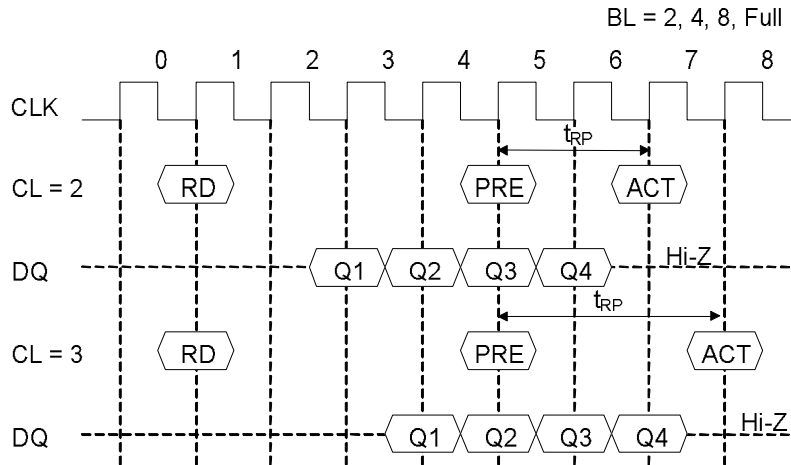 BL = 2, 4, 8, Full
0 1 2 3 4 5 6 7 8
CLK
tRP
CL = 2 RD PRE ACT
DQ Q1 Q2 Q3 Q4 Hi-Z
tRP
CL = 3 RD PRE ACT
DQ Q1 Q2 Q3 Q4 Hi-Z